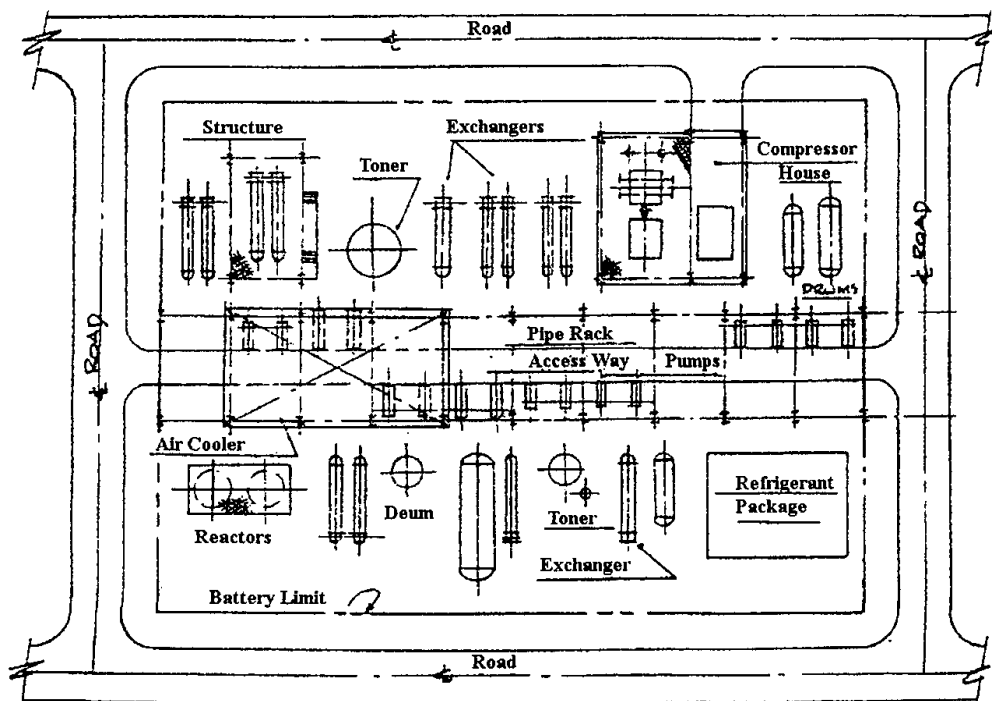 Road
Structure
Exchangers
Toner
Compressor
House
ROAD
ROAD
DRUMS
Pipe Rack
Access Way
Pumps
Air Cooler
Reactors
Deum
Toner
Refrigerant
Package
Exchanger
Battery Limit
Road